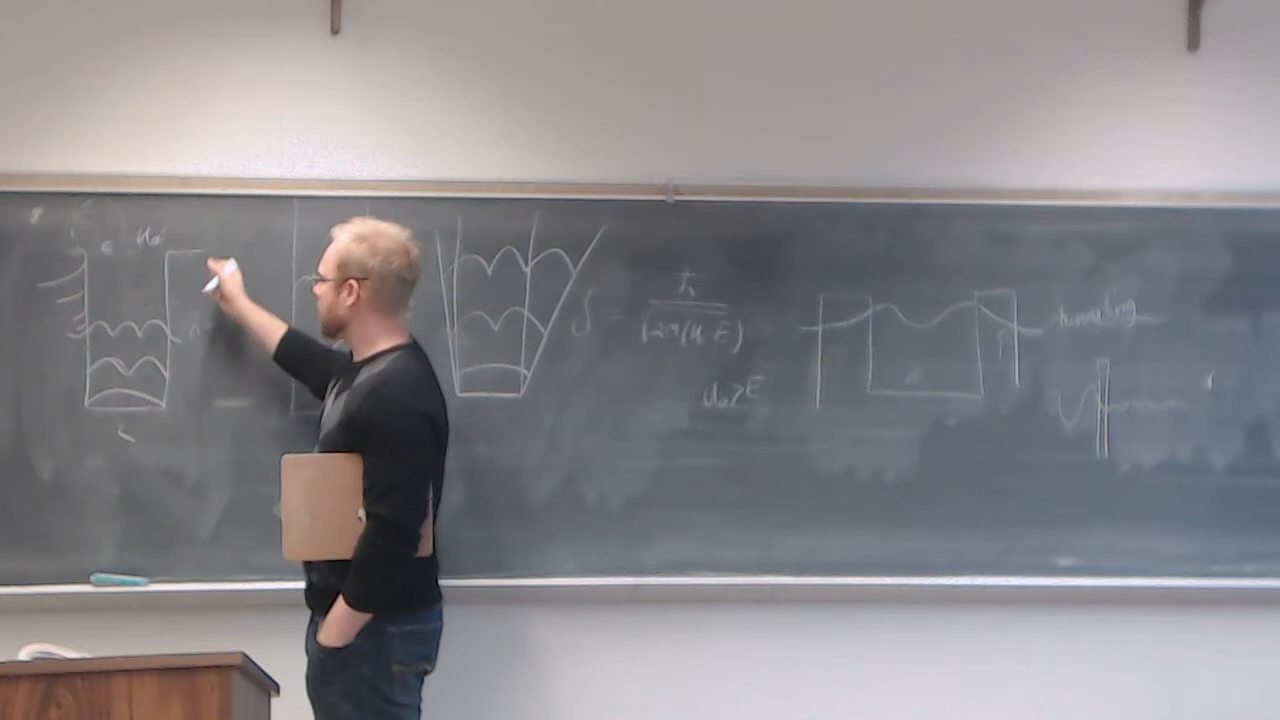 U₀
L
δ = ħ
√2m(U₀-E)
U₀>E
tunneling